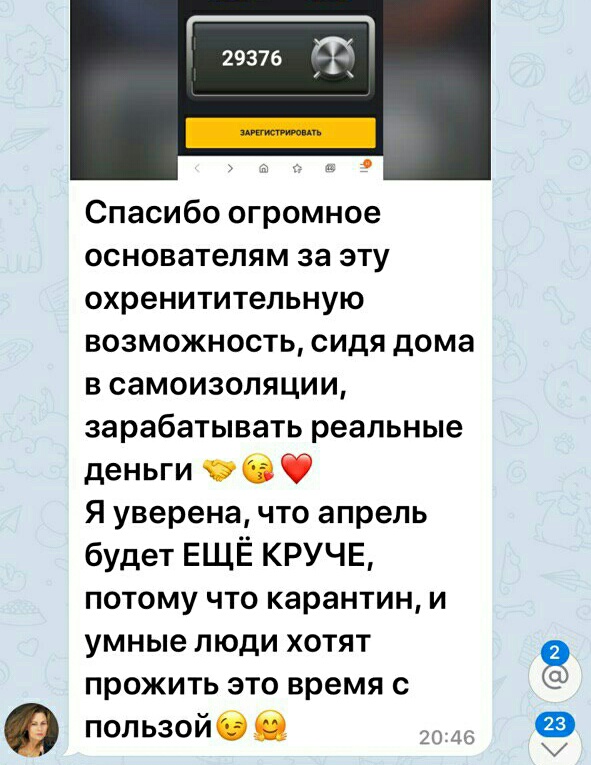 29376
ЗАРЕГИСТРИРОВАТЬ
Спасибо огромное
основателям за эту
охренитительную
возможность, сидя дома
в самоизоляции,
зарабатывать реальные
деньги 🤝😘❤️
Я уверена, что апрель
будет ЕЩЁ КРУЧЕ,
потому что карантин, и
умные люди хотят
прожить это время с
пользой😉🤗
20:46
2
@
23